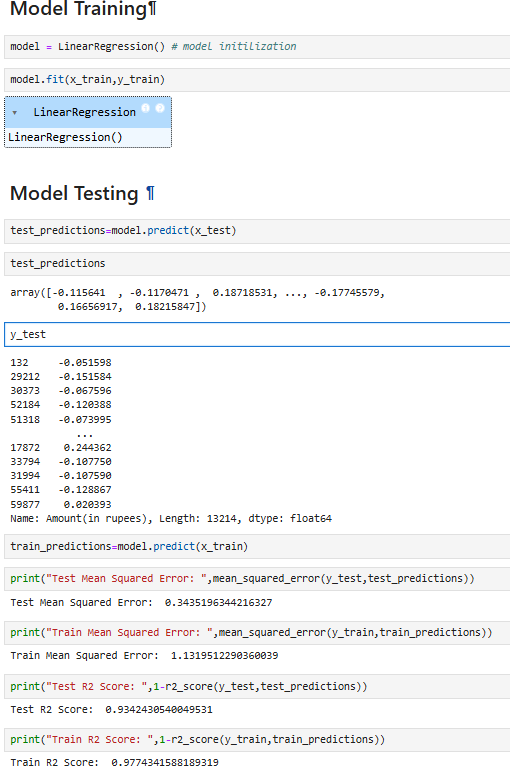 Model Training¶
model = LinearRegression() # model initilization
model.fit(x_train,y_train)
▾ LinearRegression
LinearRegression()
Model Testing ¶
test_predictions=model.predict(x_test)
test_predictions
array([-0.115641  , -0.1170471 ,  0.18718531, ..., -0.17745579,
        0.16656917,  0.18215847])
y_test
132     -0.051598
29212   -0.151584
30373   -0.067596
52184   -0.120388
51318   -0.073995
           ...
17872    0.244362
33794   -0.107750
31994   -0.107590
55411   -0.128867
59877    0.020393
Name: Amount(in rupees), Length: 13214, dtype: float64
train_predictions=model.predict(x_train)
print("Test Mean Squared Error: ",mean_squared_error(y_test,test_predictions))
Test Mean Squared Error:  0.3435196344216327
print("Train Mean Squared Error: ",mean_squared_error(y_train,train_predictions))
Train Mean Squared Error:  1.1319512290360039
print("Test R2 Score: ",1-r2_score(y_test,test_predictions))
Test R2 Score:  0.9342430540049531
print("Train R2 Score: ",1-r2_score(y_train,train_predictions))
Train R2 Score:  0.9774341588189319